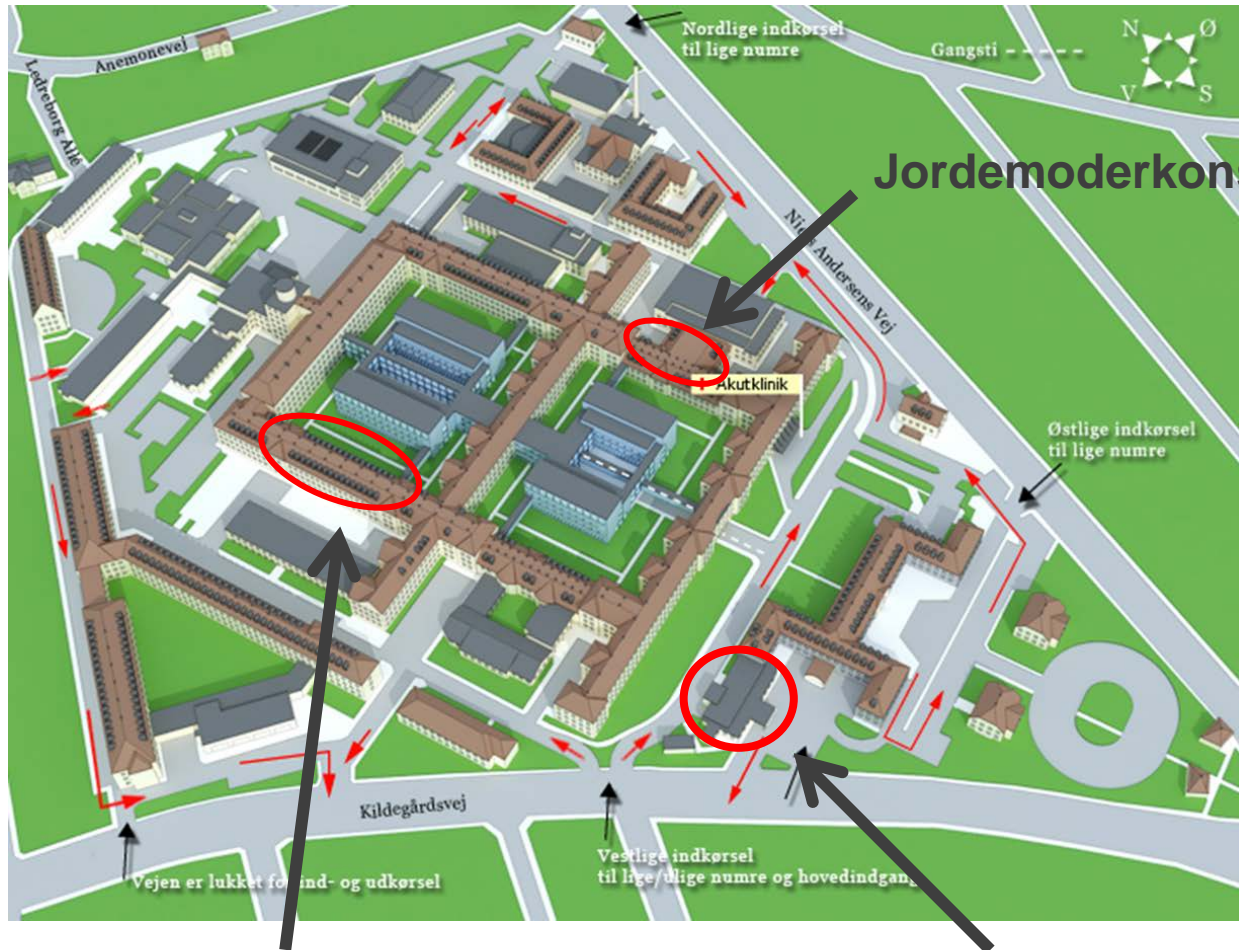 Nordlige indkørsel
til lige numre
Gangsti
N Ø
V S
Anemonevej
Ledreborg Allé
Jordemoderkons
Niels Andersens Vej
Akutklinik
Østlige indkørsel
til lige numre
Kildegårdsvej
Vestlige indkørsel
til lige/ulige numre og hovedindgang
Vejen er lukket for ind- og udkørsel